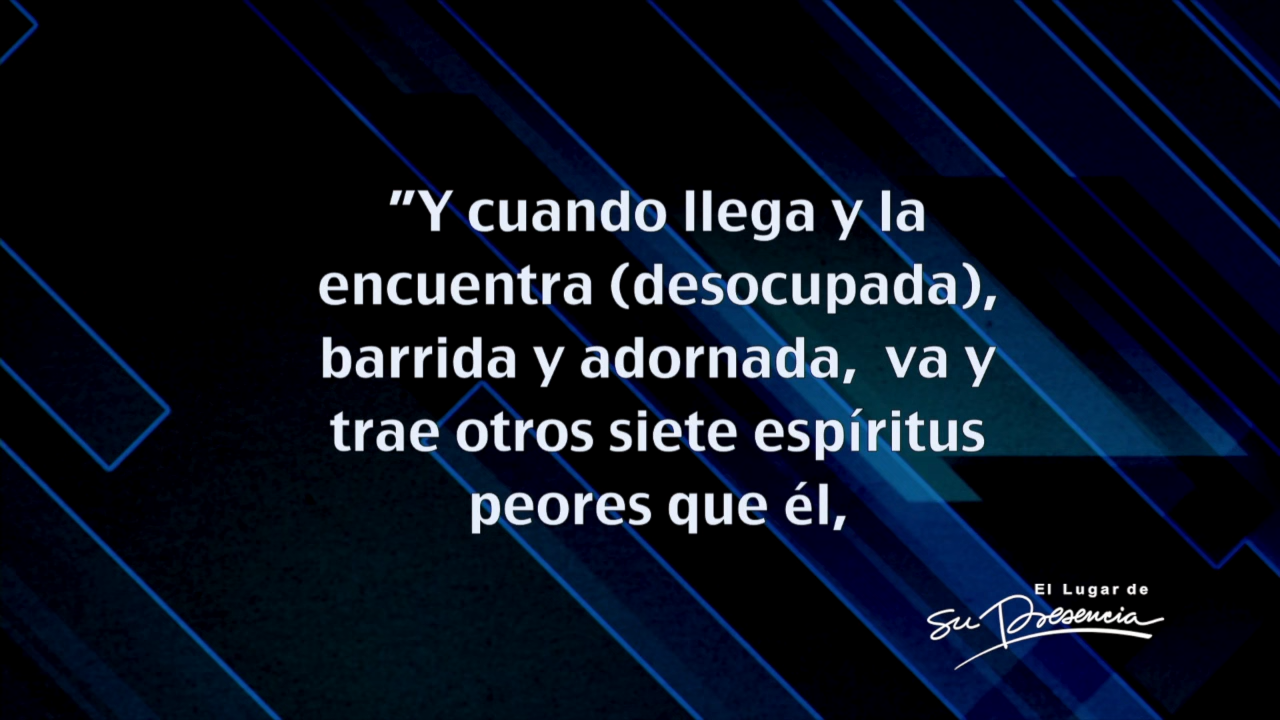 "Y cuando llega y la
encuentra (desocupada),
barrida y adornada,  va y
trae otros siete espíritus
peores que él,
El Lugar de
Su Presencia